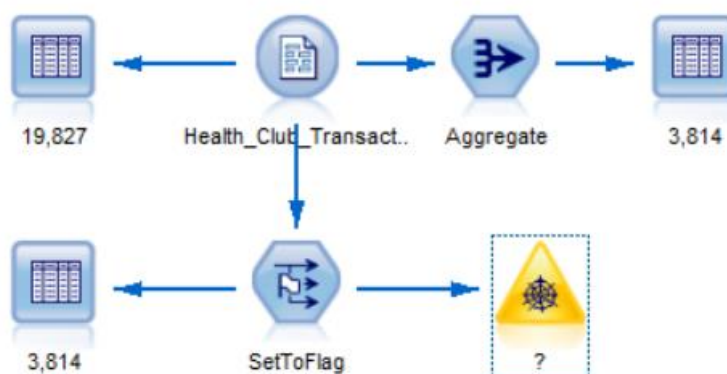 19,827
Health_Club_Transact..
Aggregate
3,814
3,814
SetToFlag
?